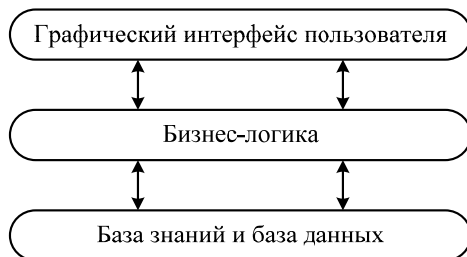 Графический интерфейс пользователя
Бизнес-логика
База знаний и база данных